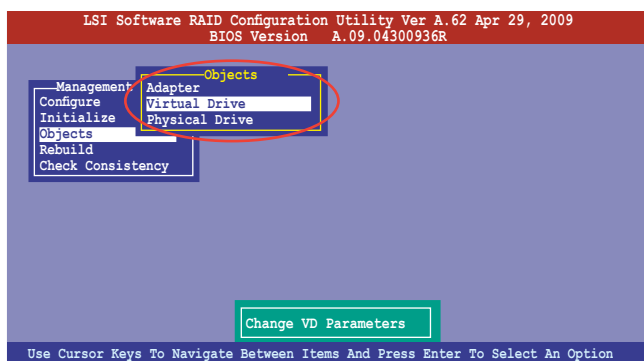 LSI Software RAID Configuration Utility Ver A.62 Apr 29, 2009
BIOS Version A.09.04300936R
Management
Configure
Initialize
Objects
Rebuild
Check Consistency
Objects
Adapter
Virtual Drive
Physical Drive
Change VD Parameters
Use Cursor Keys To Navigate Between Items And Press Enter To Select An Option